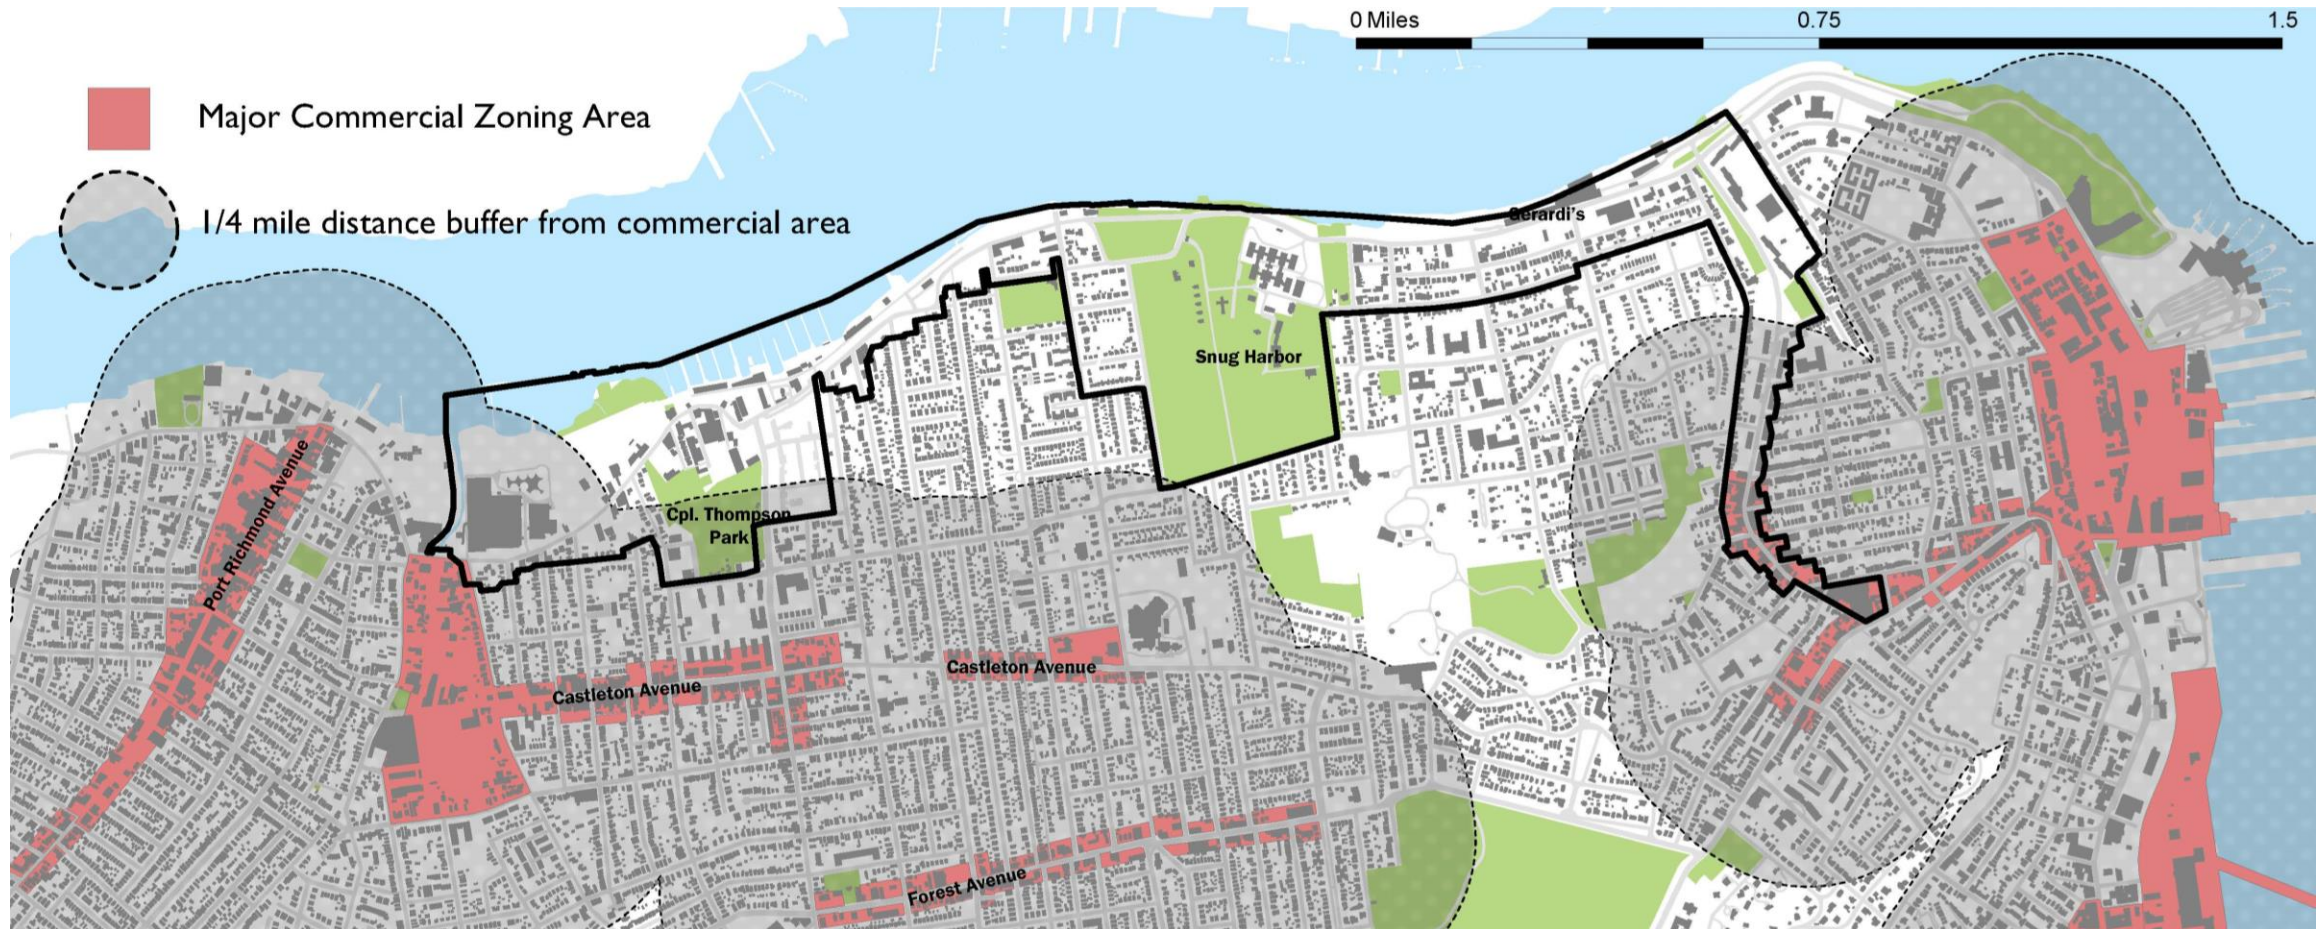 0 Miles 0.75 1.5
Major Commercial Zoning Area
1/4 mile distance buffer from commercial area
Gerardi's
Snug Harbor
Port Richmond Avenue
Cpl. Thompson
Park
Castleton Avenue
Castleton Avenue
Forest Avenue